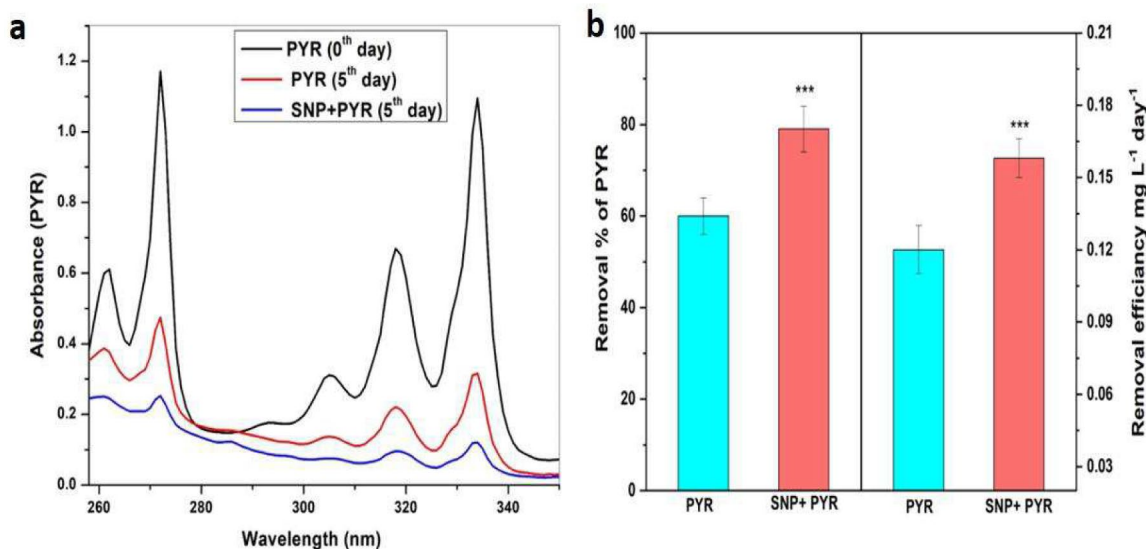 a
PYR (0th day)
PYR (5th day)
SNP+PYR (5th day)
1.2
1.0
0.8
0.6
0.4
0.2
0.0
Absorbance (PYR)
260
280
300
320
340
Wavelength (nm)
b
100
80
60
40
20
0
Removal % of PYR
***
***
PYR
SNP+ PYR
PYR
SNP+ PYR
0.21
0.18
0.15
0.12
0.09
0.06
0.03
Removal efficiancy mg L-1 day-1